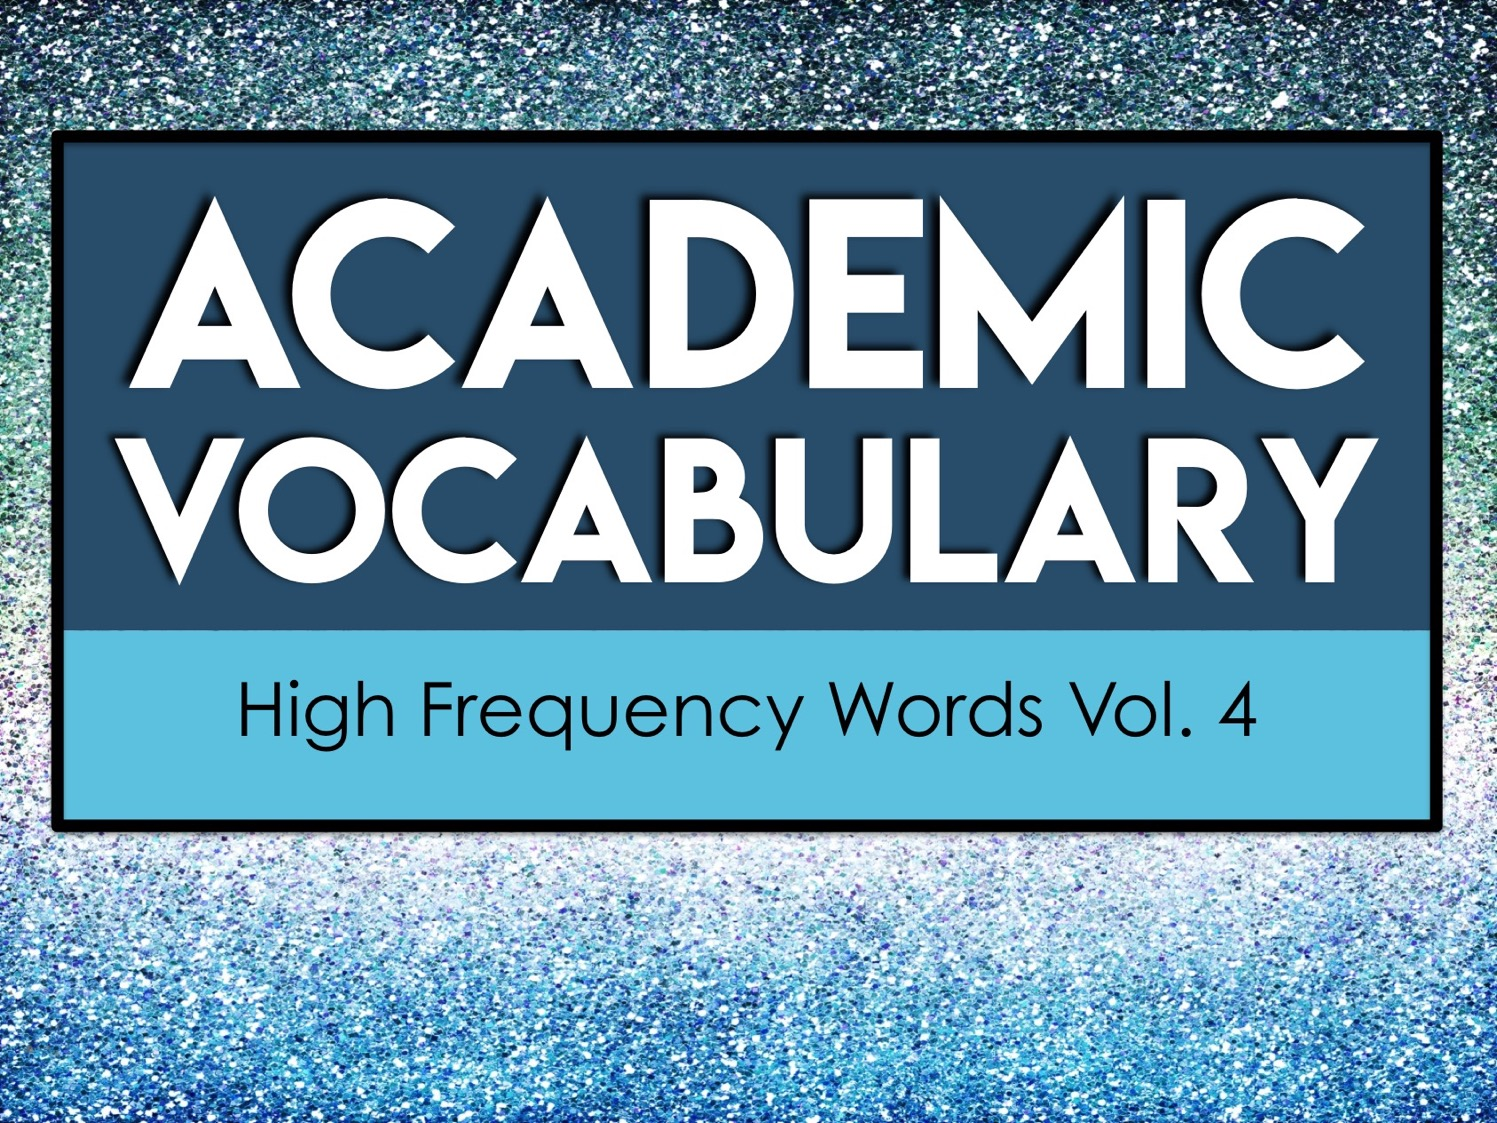 ACADEMIC
VOCABULARY
High Frequency Words Vol. 4